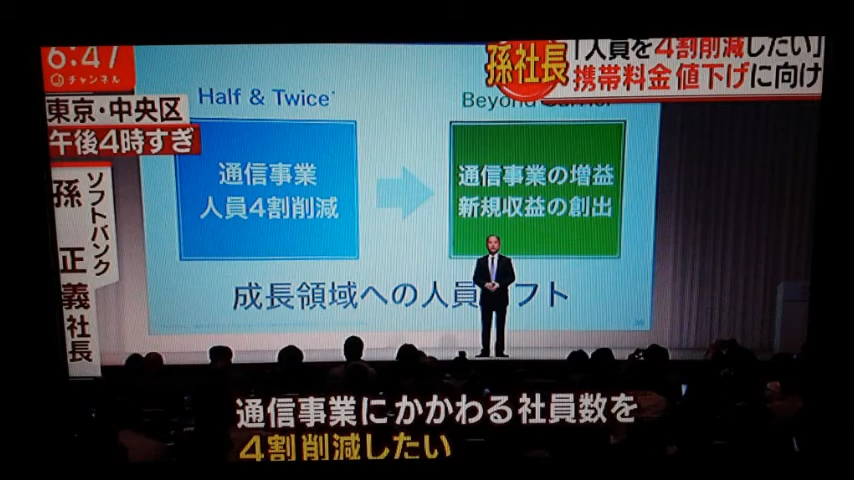 6:47
チャンネル
東京・中央区
午後4時すぎ
ソフトバンク
孫 正義社長
孫社長
「人員を4割削減したい」
携帯料金値下げに向け
Half & Twice
Beyond Carrier
通信事業
人員4割削減
通信事業の増益
新規収益の創出
成長領域への人員 フト
通信事業にかかわる社員数を
4割削減したい